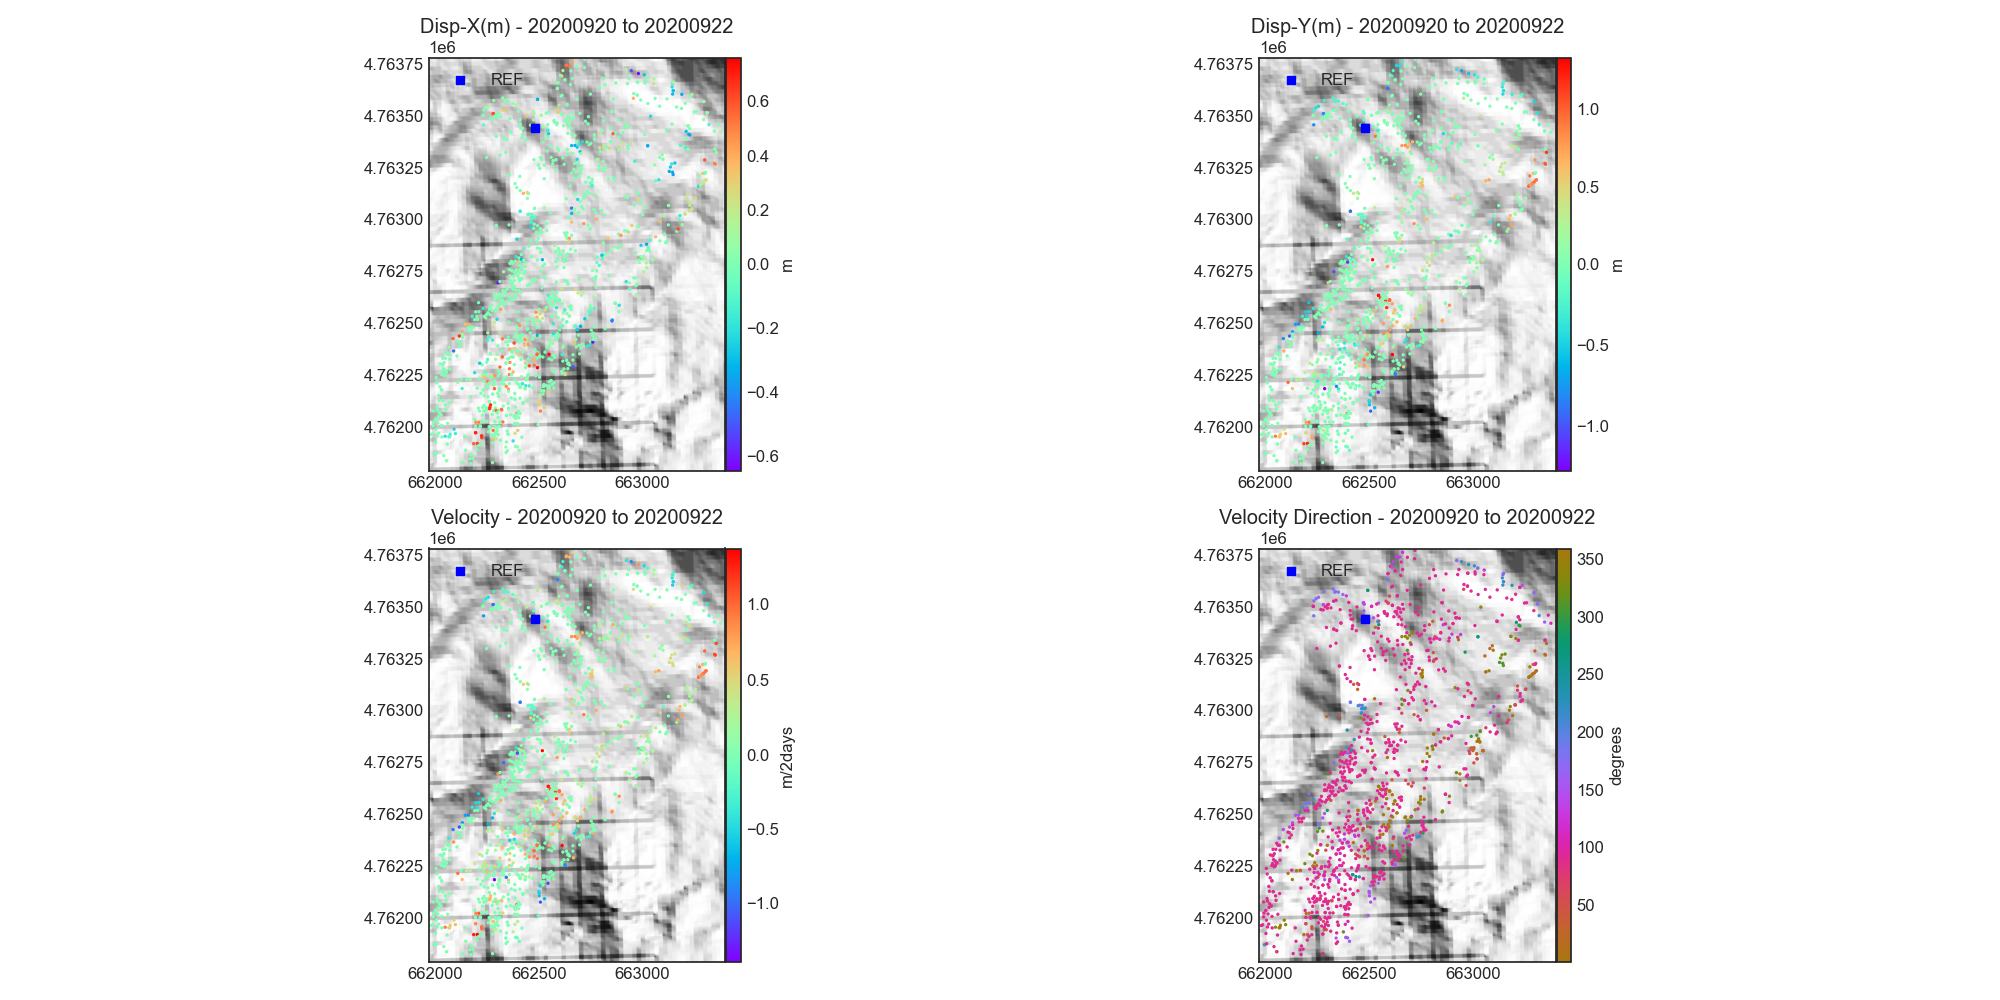 Disp-X(m) - 20200920 to 20200922
1e6
REF
4.76375
4.76350
4.76325
4.76300
4.76275
4.76250
4.76225
4.76200
662000 662500 663000
0.6
0.4
0.2
0.0
−0.2
−0.4
−0.6
m
Disp-Y(m) - 20200920 to 20200922
1e6
REF
4.76375
4.76350
4.76325
4.76300
4.76275
4.76250
4.76225
4.76200
662000 662500 663000
1.0
0.5
0.0
−0.5
−1.0
m
Velocity - 20200920 to 20200922
1e6
REF
4.76375
4.76350
4.76325
4.76300
4.76275
4.76250
4.76225
4.76200
662000 662500 663000
1.0
0.5
0.0
−0.5
−1.0
m/2days
Velocity Direction - 20200920 to 20200922
1e6
REF
4.76375
4.76350
4.76325
4.76300
4.76275
4.76250
4.76225
4.76200
662000 662500 663000
350
300
250
200
150
100
50
degrees